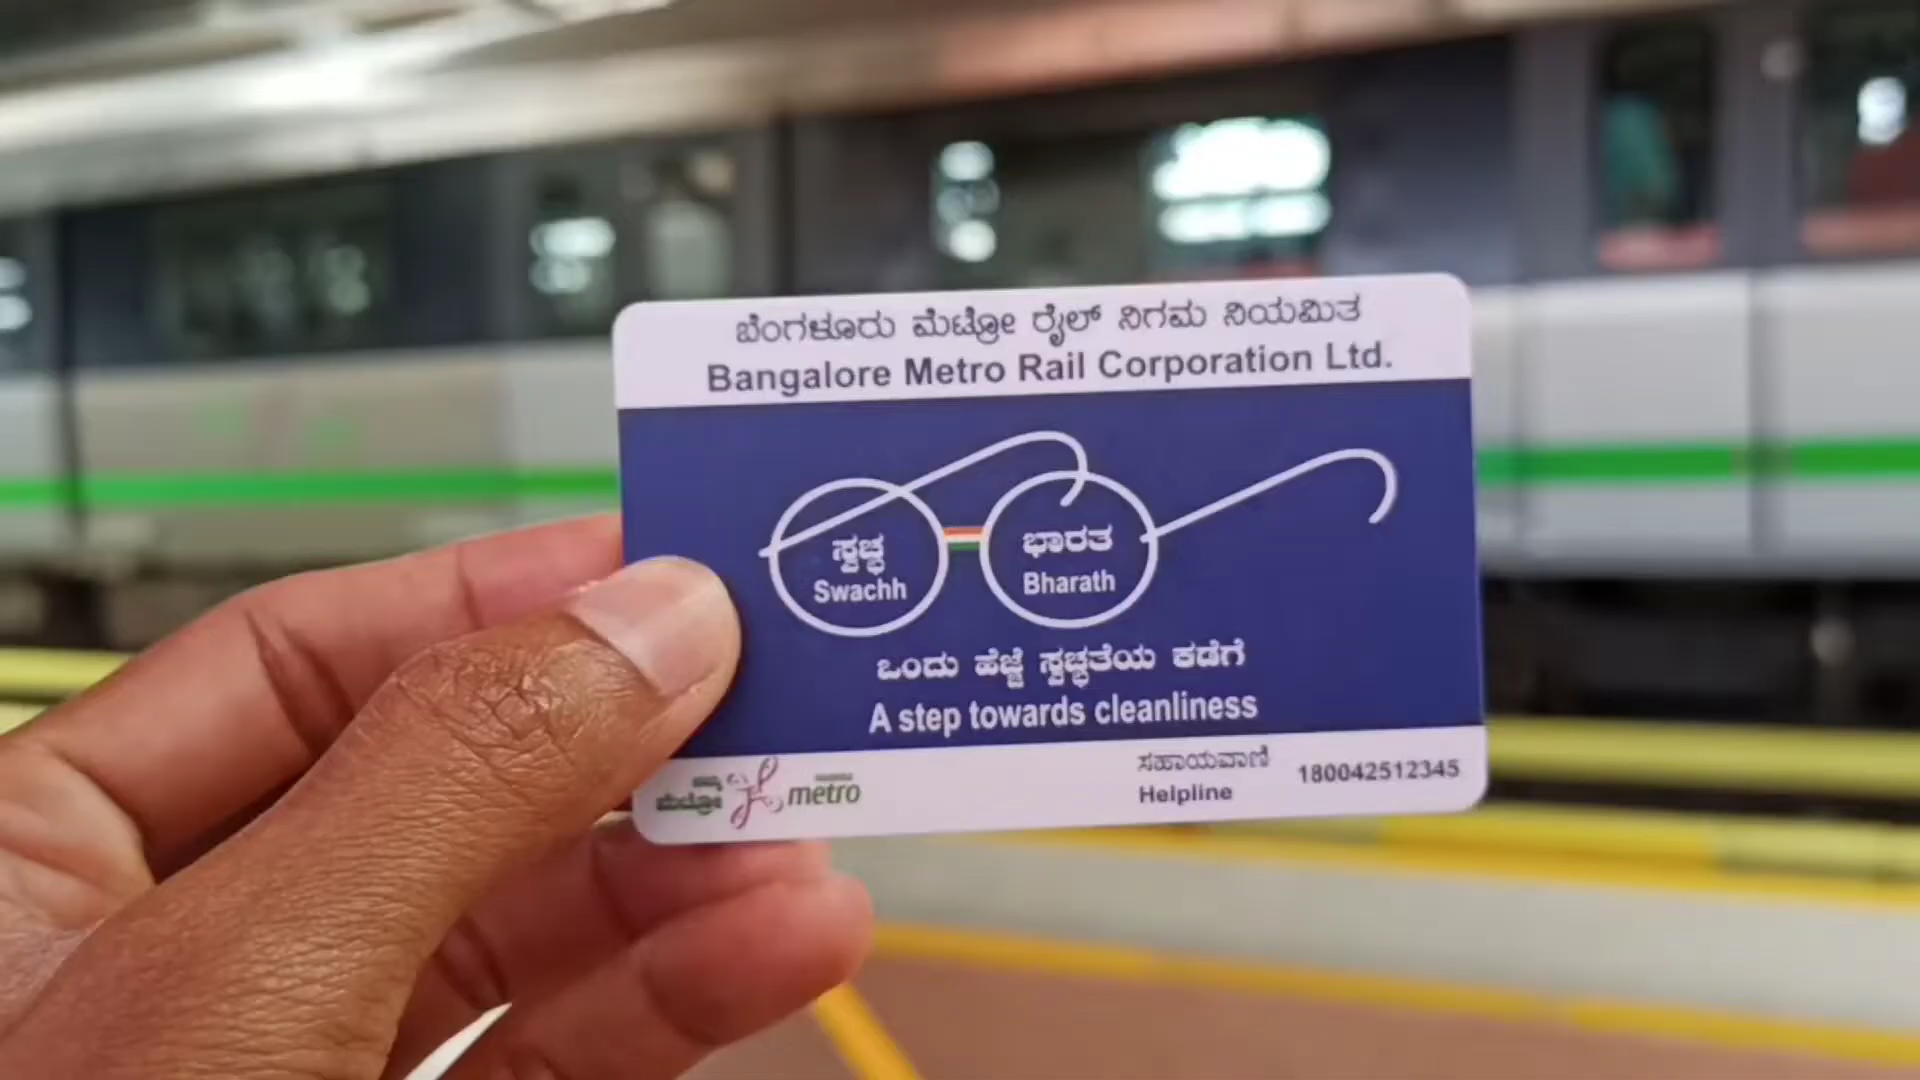 ಬೆಂಗಳೂರು ಮೆಟ್ರೋ ರೈಲ್ ನಿಗಮ ನಿಯಮಿತ
Bangalore Metro Rail Corporation Ltd.
ಸ್ವಚ್ಛ
Swachh
ಭಾರತ
Bharath
ಒಂದು ಹೆಜ್ಜೆ ಸ್ವಚ್ಛತೆಯ ಕಡೆಗೆ
A step towards cleanliness
ಮೆಟ್ರೋ
metro
ಸಹಾಯವಾಣಿ
Helpline
180042512345